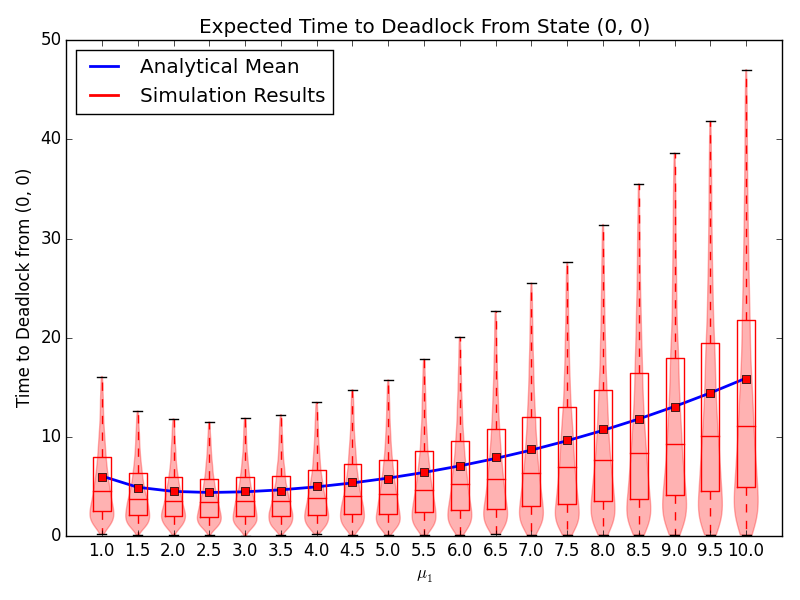 Expected Time to Deadlock From State (0, 0)
Analytical Mean
Simulation Results
Time to Deadlock from (0, 0)
50
40
30
20
10
0
1.0 1.5 2.0 2.5 3.0 3.5 4.0 4.5 5.0 5.5 6.0 6.5 7.0 7.5 8.0 8.5 9.0 9.5 10.0
μ₁